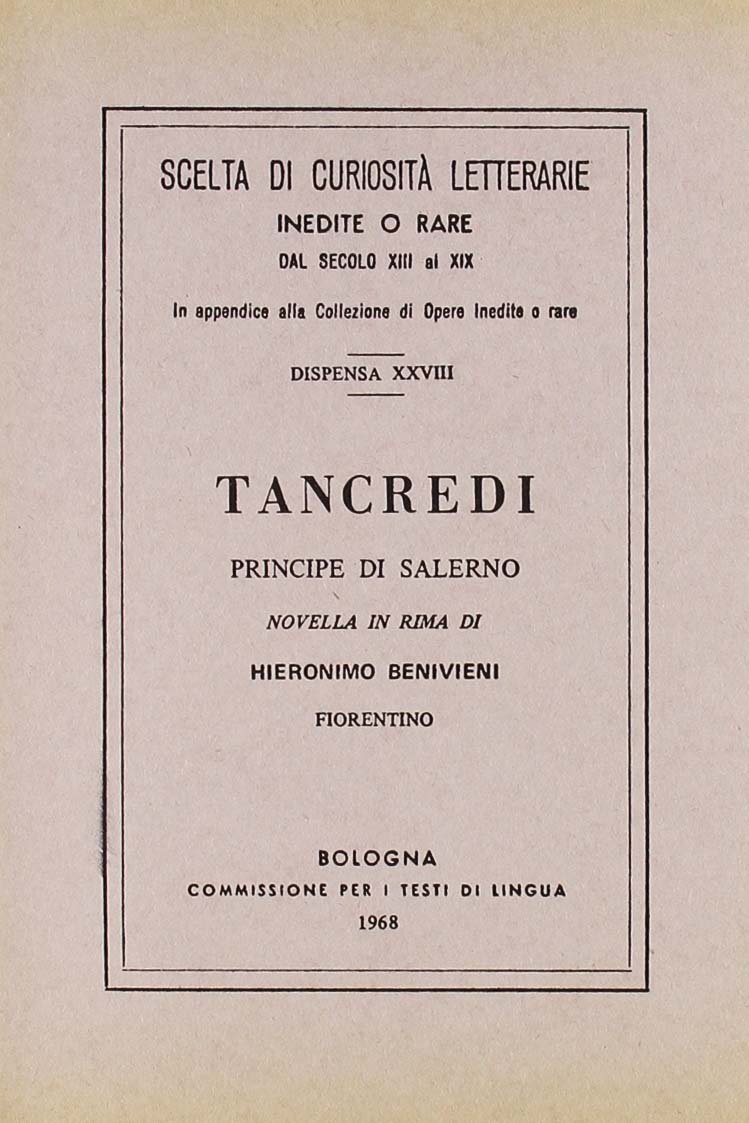 SCELTA DI CURIOSITÀ LETTERARIE
INEDITE O RARE
DAL SECOLO XIII al XIX
In appendice alla Collezione di Opere Inedite o rare
DISPENSA XXVIII
TANCREDI
PRINCIPE DI SALERNO
NOVELLA IN RIMA DI
HIERONIMO BENIVIENI
FIORENTINO
BOLOGNA
COMMISSIONE PER I TESTI DI LINGUA
1968